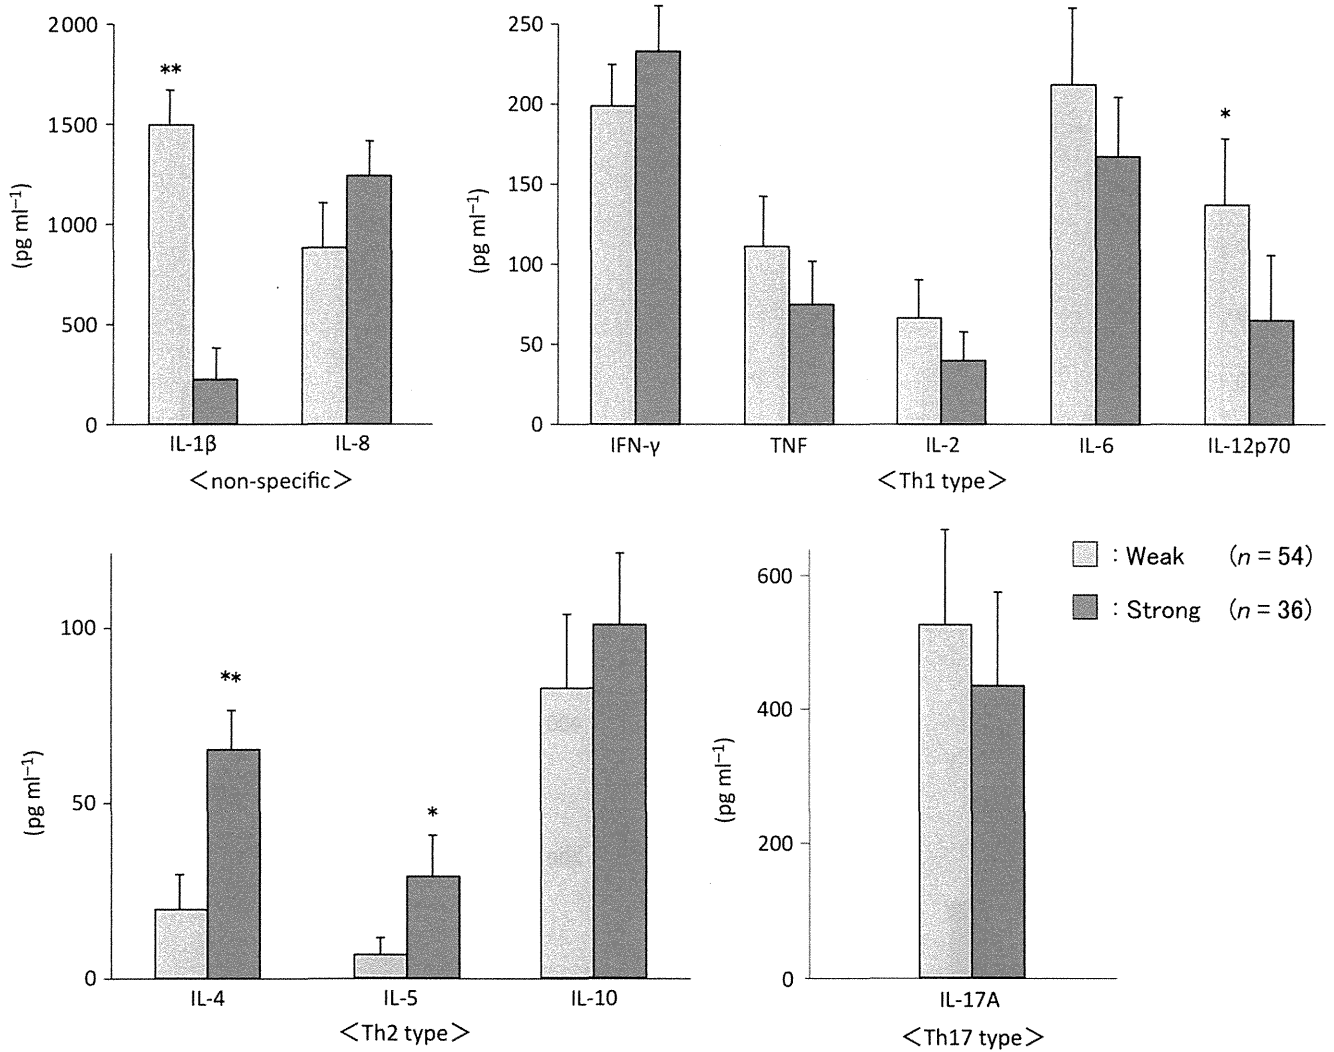 2000
1500
1000
500
0
(pg ml⁻¹)
**
IL-1β IL-8
<non-specific>
250
200
150
100
50
0
(pg ml⁻¹)
*
IFN-γ TNF IL-2 IL-6 IL-12p70
<Th1 type>
100
50
0
(pg ml⁻¹)
**
*
IL-4 IL-5 IL-10
<Th2 type>
600
400
200
0
(pg ml⁻¹)
IL-17A
<Th17 type>
: Weak (n = 54)
: Strong (n = 36)